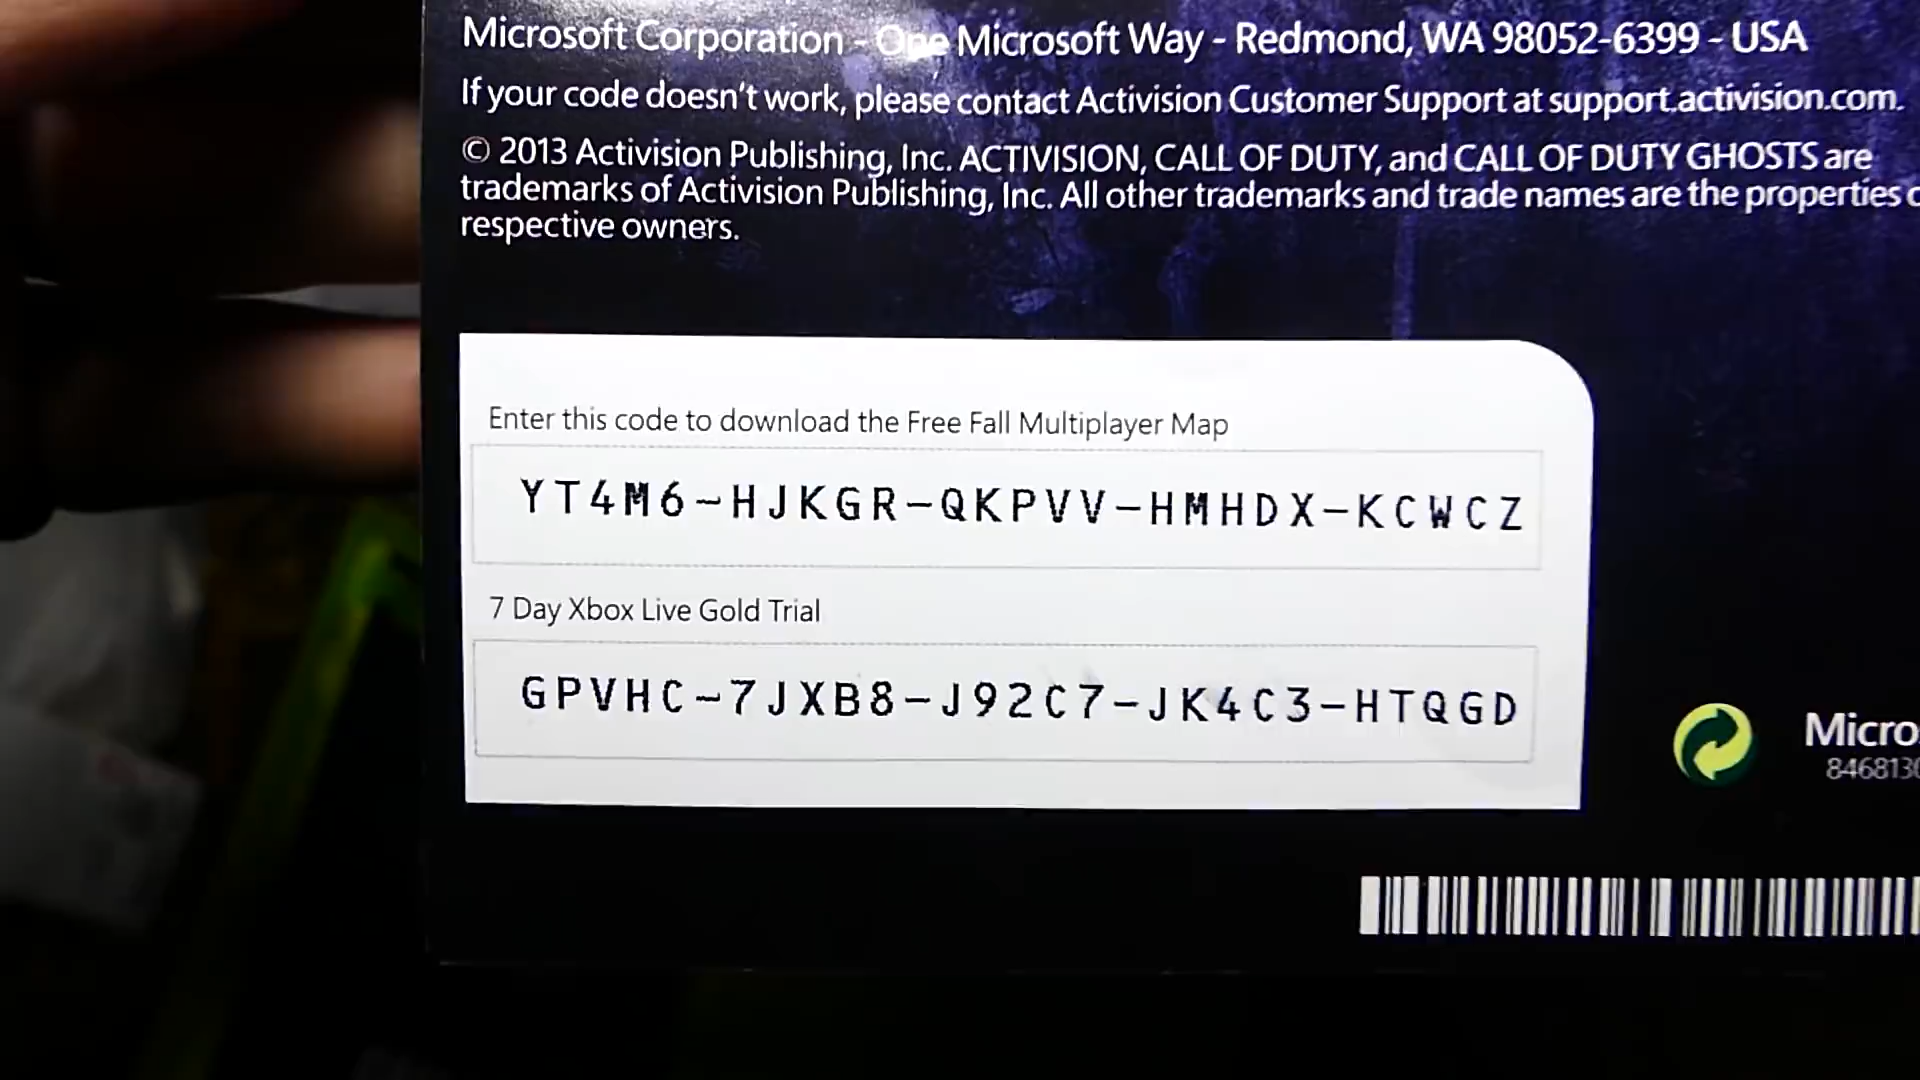 Microsoft Corporation - One Microsoft Way - Redmond, WA 98052-6399 - USA
If your code doesn't work, please contact Activision Customer Support at support.activision.com.
© 2013 Activision Publishing, Inc. ACTIVISION, CALL OF DUTY, and CALL OF DUTY GHOSTS are
trademarks of Activision Publishing, Inc. All other trademarks and trade names are the properties
respective owners.
Enter this code to download the Free Fall Multiplayer Map
YT4M6-HJKGR-QKPVV-HMHDX-KCWCZ
7 Day Xbox Live Gold Trial
GPVHC-7JXB8-J92C7-JK4C3-HTQGD
Micro
846813